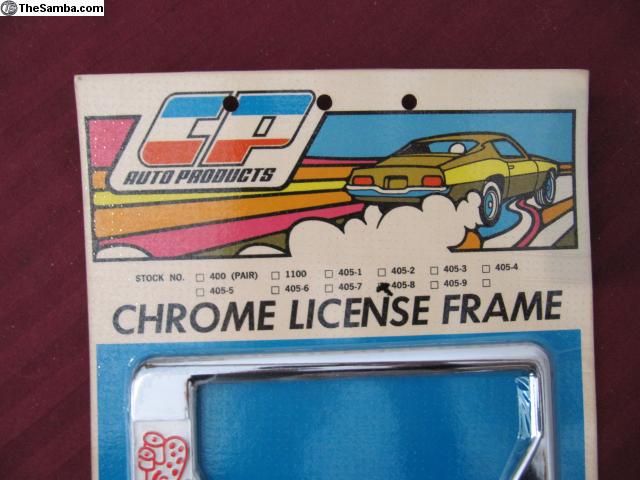 TheSamba.com
CP
AUTO PRODUCTS
STOCK NO. 400 (PAIR) 1100 405-1 405-2 405-3 405-4
405-5 405-6 405-7 405-8 405-9
CHROME LICENSE FRAME